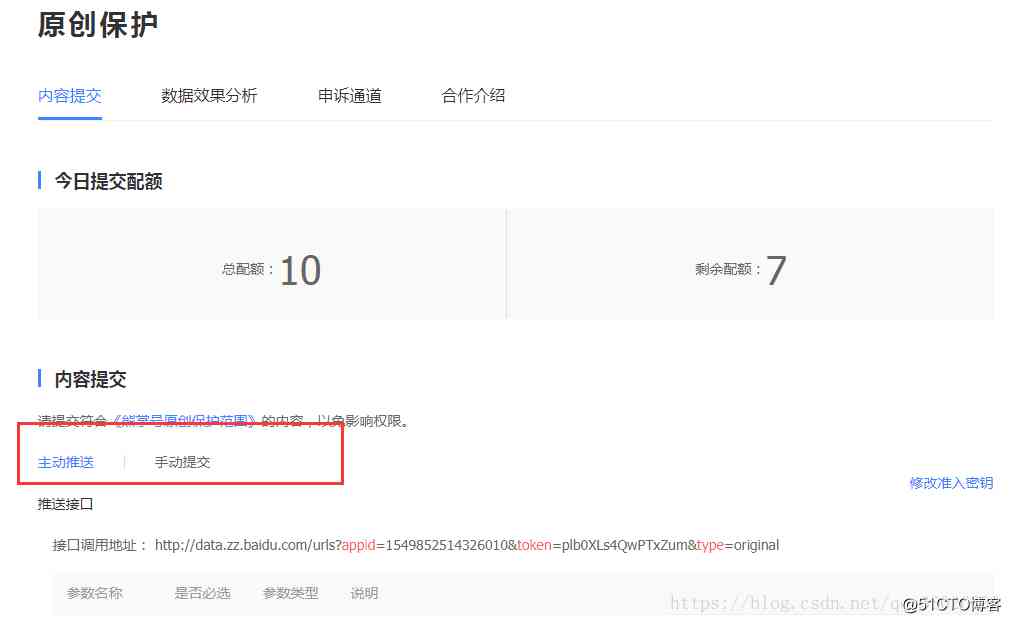 原创保护
内容提交 数据效果分析 申诉通道 合作介绍
今日提交配额
总配额：10 剩余配额：7
内容提交
请提交符合《熊掌号原创保护范围》的内容，以免影响权限。
主动推送 手动提交
修改准入密钥
推送接口
接口调用地址： http://data.zz.baidu.com/urls?appid=1549852514326010&token=plb0XLs4QwPTxZum&type=original
参数名称 是否必选 参数类型 说明
https://blog.csdn.net/q
@51CTO博客